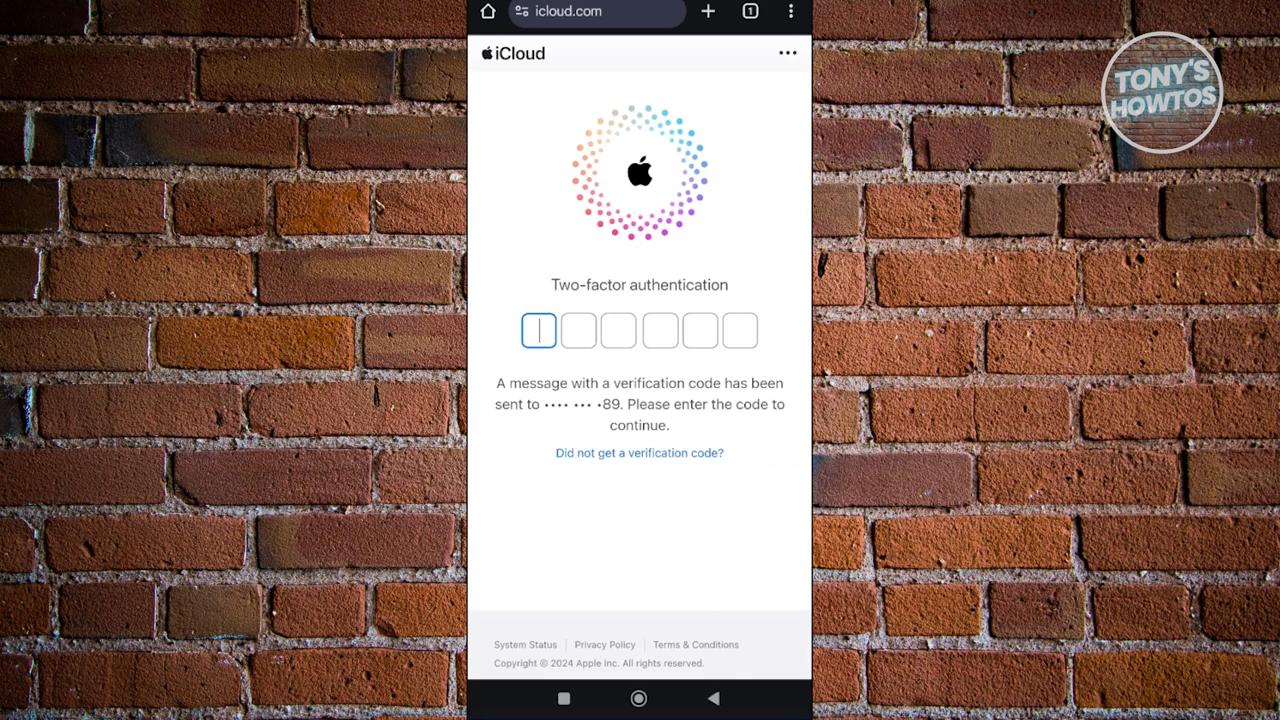 icloud.com
1
iCloud
TONY'S
HOWTOS
Two-factor authentication
A message with a verification code has been
sent to •••• ••• •89. Please enter the code to
continue.
Did not get a verification code?
System Status | Privacy Policy | Terms & Conditions
Copyright © 2024 Apple Inc. All rights reserved.